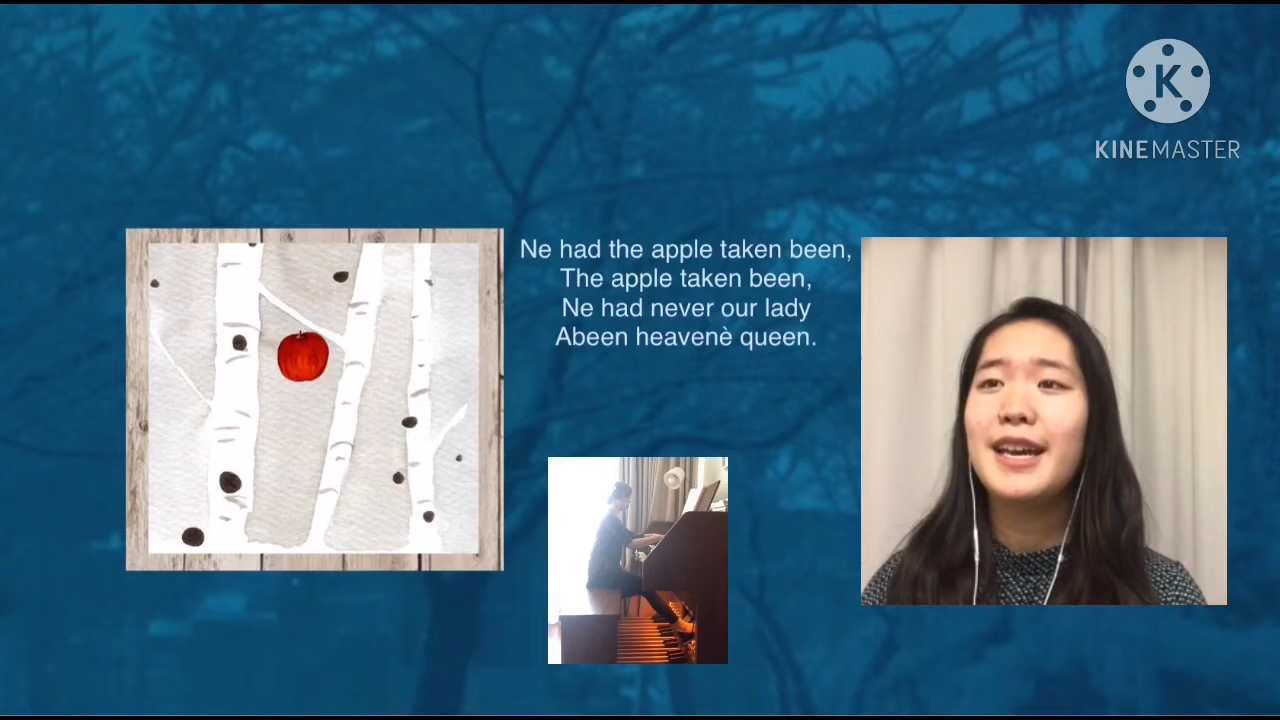 K
KINEMASTER
Ne had the apple taken been,
The apple taken been,
Ne had never our lady
Abeen heavenè queen.